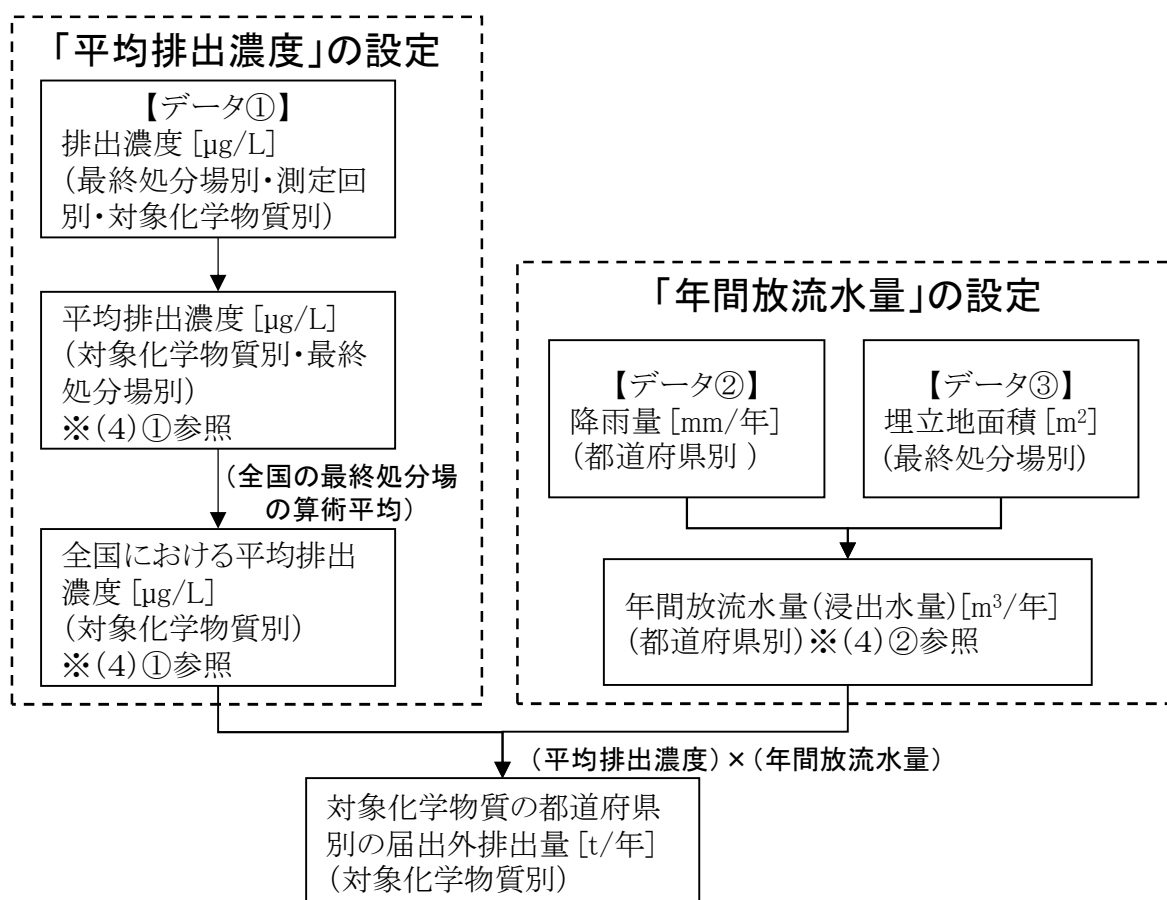 「平均排出濃度」の設定
【データ①】
排出濃度［µg/L］
（最終処分場別・測定回
別・対象化学物質別）
平均排出濃度［µg/L］
（対象化学物質別・最終
処分場別）
※（4）①参照
（全国の最終処分場
の算術平均）
全国における平均排出
濃度［µg/L］
（対象化学物質別）
※（4）①参照
「年間放流水量」の設定
【データ②】
降雨量［mm/年］
（都道府県別 ）
【データ③】
埋立地面積［m²］
（最終処分場別）
年間放流水量（浸出水量）［m³/年］
（都道府県別）※（4）②参照
（平均排出濃度）×（年間放流水量）
対象化学物質の都道府県
別の届出外排出量［t/年］
（対象化学物質別）